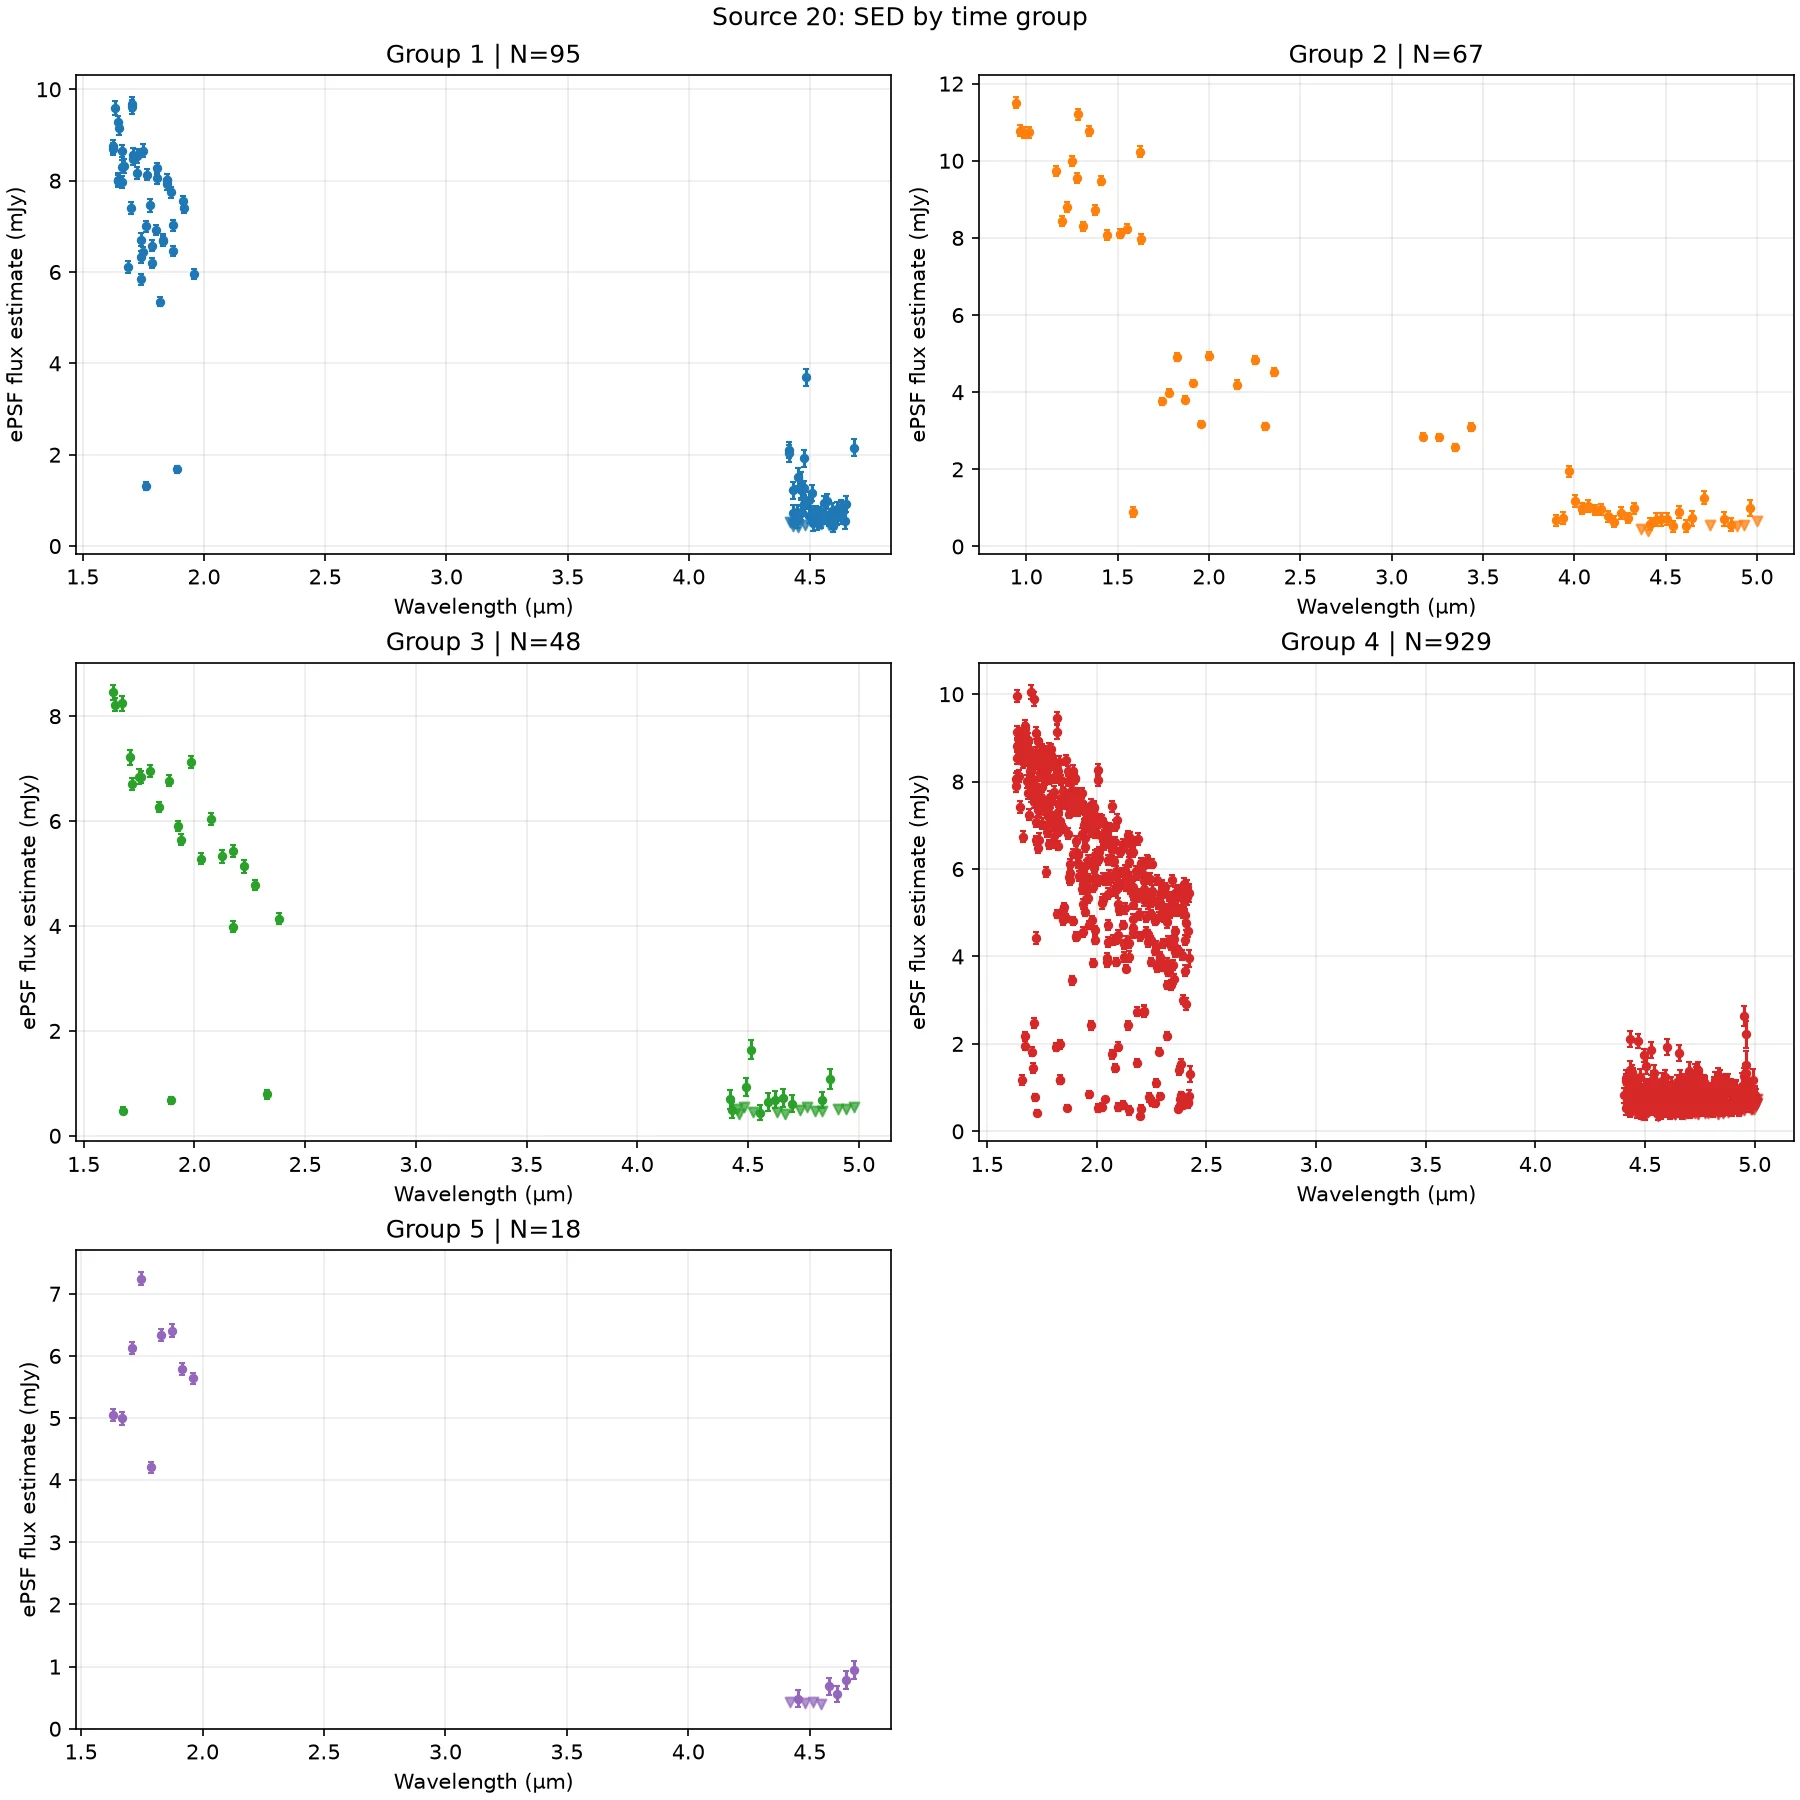 Source 20: SED by time group
Group 1 | N=95
ePSF flux estimate (mJy)
10
8
6
4
2
0
1.5 2.0 2.5 3.0 3.5 4.0 4.5
Wavelength (μm)
Group 2 | N=67
ePSF flux estimate (mJy)
12
10
8
6
4
2
0
1.0 1.5 2.0 2.5 3.0 3.5 4.0 4.5 5.0
Wavelength (μm)
Group 3 | N=48
ePSF flux estimate (mJy)
8
6
4
2
0
1.5 2.0 2.5 3.0 3.5 4.0 4.5 5.0
Wavelength (μm)
Group 4 | N=929
ePSF flux estimate (mJy)
10
8
6
4
2
0
1.5 2.0 2.5 3.0 3.5 4.0 4.5 5.0
Wavelength (μm)
Group 5 | N=18
ePSF flux estimate (mJy)
7
6
5
4
3
2
1
0
1.5 2.0 2.5 3.0 3.5 4.0 4.5
Wavelength (μm)